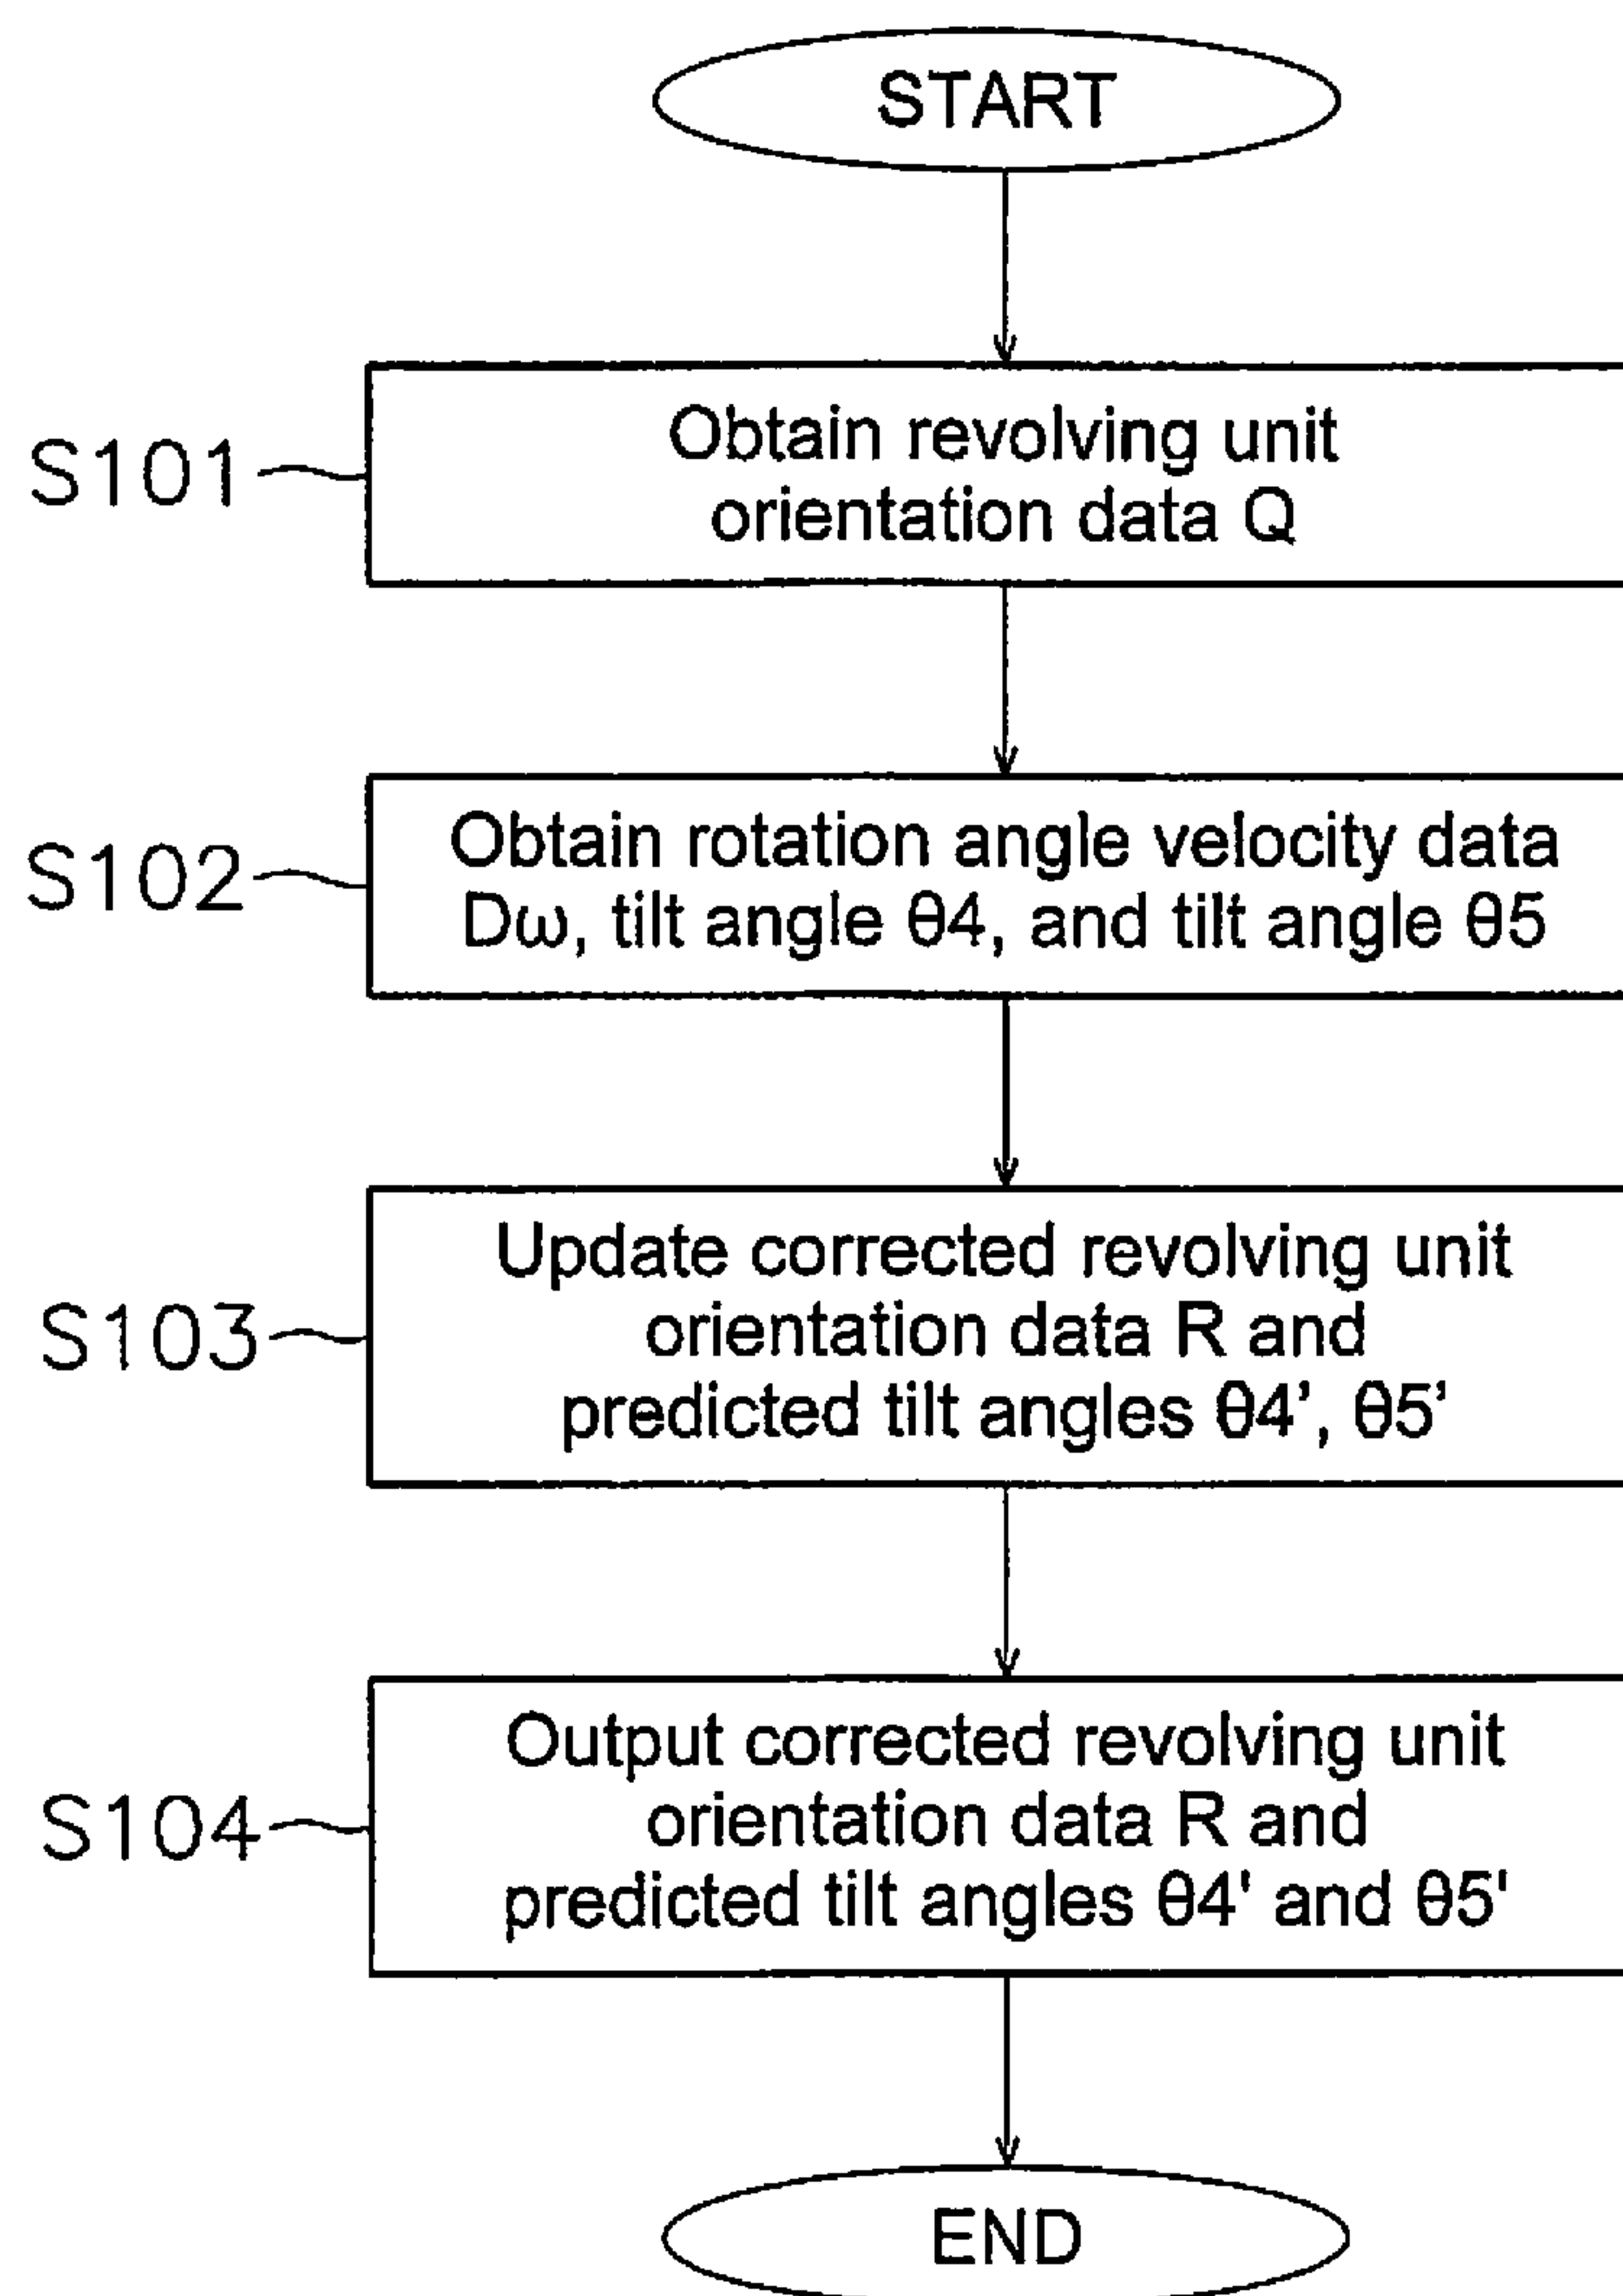 START
S101
Obtain revolving unit
orientation data Q
S102
Obtain rotation angle velocity data
Dω, tilt angle θ4, and tilt angle θ5
S103
Update corrected revolving unit
orientation data R and
predicted tilt angles θ4’, θ5’
S104
Output corrected revolving unit
orientation data R and
predicted tilt angles θ4' and θ5'
END